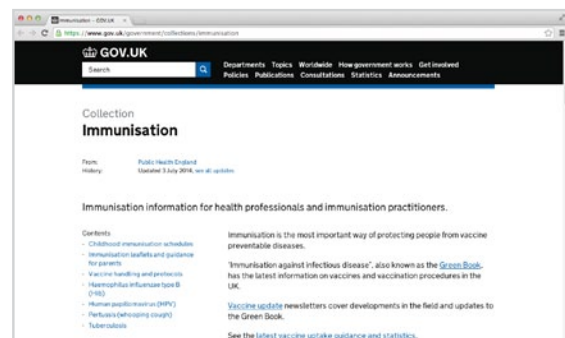 Immunisation - GOV.UK
https://www.gov.uk/government/collections/immunisation
GOV.UK
Search
Departments Topics Worldwide How government works Get involved
Policies Publications Consultations Statistics Announcements
Collection
Immunisation
From: Public Health England
History: Updated 3 July 2014, see all updates
Immunisation information for health professionals and immunisation practitioners.
Contents
- Childhood immunisation schedules
- Immunisation leaflets and guidance
for parents
- Vaccine handling and protocols
- Haemophilus influenzae type B
(HIB)
- Human papillomavirus (HPV)
- Pertussis (whooping cough)
- Tuberculosis
Immunisation is the most important way of protecting people from vaccine
preventable diseases.
'Immunisation against infectious disease', also known as the Green Book,
has the latest information on vaccines and vaccination procedures in the
UK.
Vaccine update newsletters cover developments in the field and updates to
the Green Book.
See the latest vaccine uptake guidance and statistics.